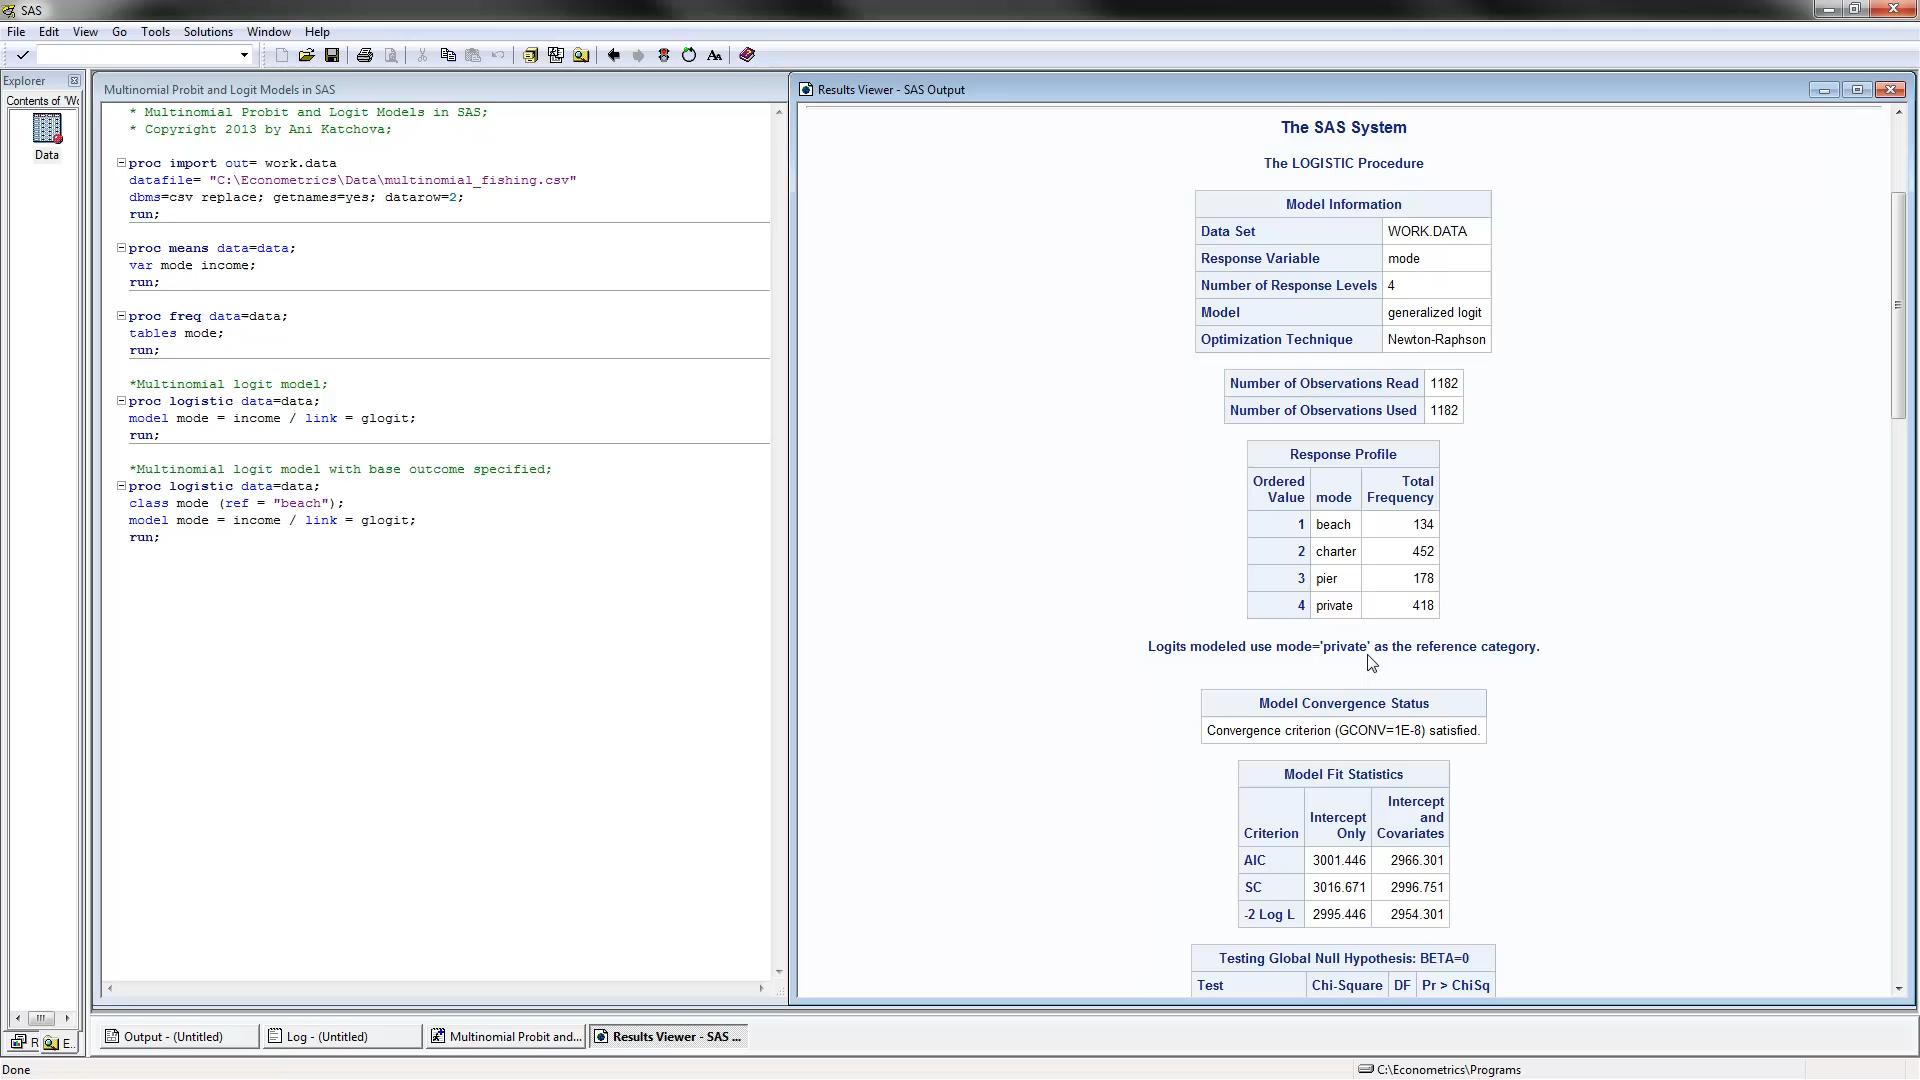 SAS
File Edit View Go Tools Solutions Window Help
Explorer
Contents of 'Wo
Data
Multinomial Probit and Logit Models in SAS
* Multinomial Probit and Logit Models in SAS;
* Copyright 2013 by Ani Katchova;
proc import out= work.data
datafile= "C:\Econometrics\Data\multinomial_fishing.csv"
dbms=csv replace; getnames=yes; datarow=2;
run;
proc means data=data;
var mode income;
run;
proc freq data=data;
tables mode;
run;
*Multinomial logit model;
proc logistic data=data;
model mode = income / link = glogit;
run;
*Multinomial logit model with base outcome specified;
proc logistic data=data;
class mode (ref = "beach");
model mode = income / link = glogit;
run;
Results Viewer - SAS Output
The SAS System
The LOGISTIC Procedure
Model Information
Data Set WORK.DATA
Response Variable mode
Number of Response Levels 4
Model generalized logit
Optimization Technique Newton-Raphson
Number of Observations Read 1182
Number of Observations Used 1182
Response Profile
Ordered Value mode Total Frequency
1 beach 134
2 charter 452
3 pier 178
4 private 418
Logits modeled use mode='private' as the reference category.
Model Convergence Status
Convergence criterion (GCONV=1E-8) satisfied.
Model Fit Statistics
Criterion Intercept Only Intercept and Covariates
AIC 3001.446 2966.301
SC 3016.671 2996.751
-2 Log L 2995.446 2954.301
Testing Global Null Hypothesis: BETA=0
Test Chi-Square DF Pr > ChiSq
R E..
Output - (Untitled) Log - (Untitled) Multinomial Probit and... Results Viewer - SAS ...
Done C:\Econometrics\Programs